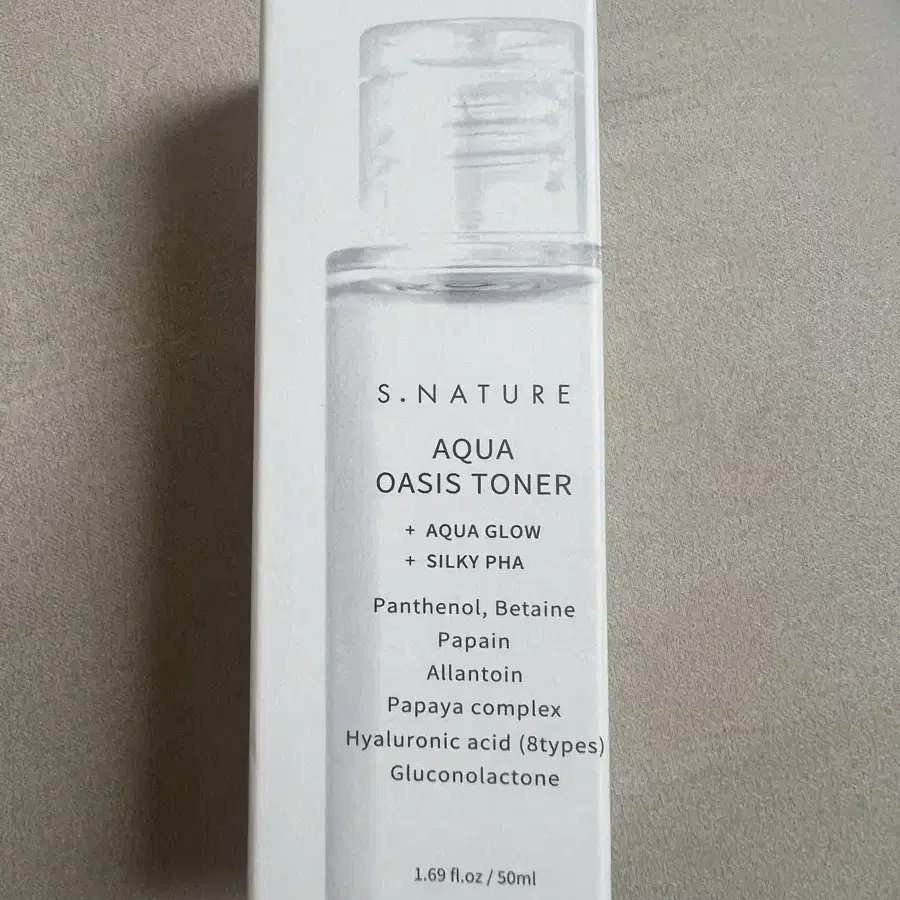 S.NATURE
AQUA
OASIS TONER
+ AQUA GLOW
+ SILKY PHA
Panthenol, Betaine
Papain
Allantoin
Papaya complex
Hyaluronic acid (8types)
Gluconolactone
1.69 fl.oz / 50ml